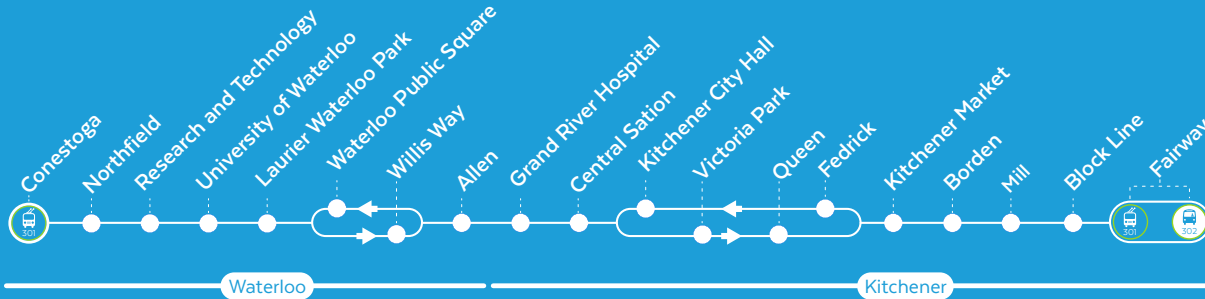 Conestoga
Northfield
Research and Technology
University of Waterloo
Laurier Waterloo Park
Waterloo Public Square
Willis Way
Allen
Grand River Hospital
Central Sation
Kitchener City Hall
Victoria Park
Queen
Fedrick
Kitchener Market
Borden
Mill
Block Line
Fairway
301
301
302
Waterloo
Kitchener